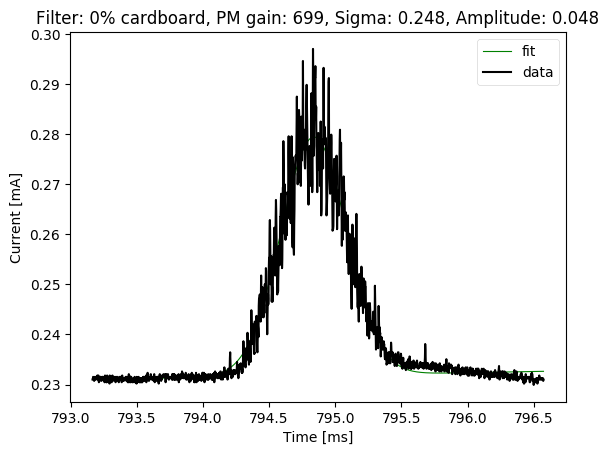 Filter: 0% cardboard, PM gain: 699, Sigma: 0.248, Amplitude: 0.048
0.30
0.29
0.28
0.27
0.26
0.25
0.24
0.23
Current [mA]
fit
data
793.0 793.5 794.0 794.5 795.0 795.5 796.0 796.5
Time [ms]